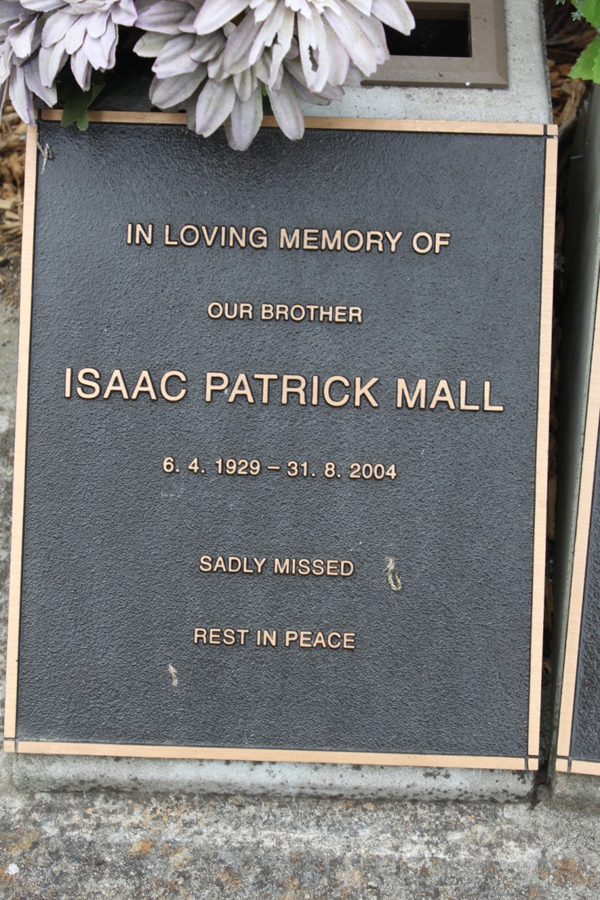 IN LOVING MEMORY OF
OUR BROTHER
ISAAC PATRICK MALL
6. 4. 1929 – 31. 8. 2004
SADLY MISSED
REST IN PEACE